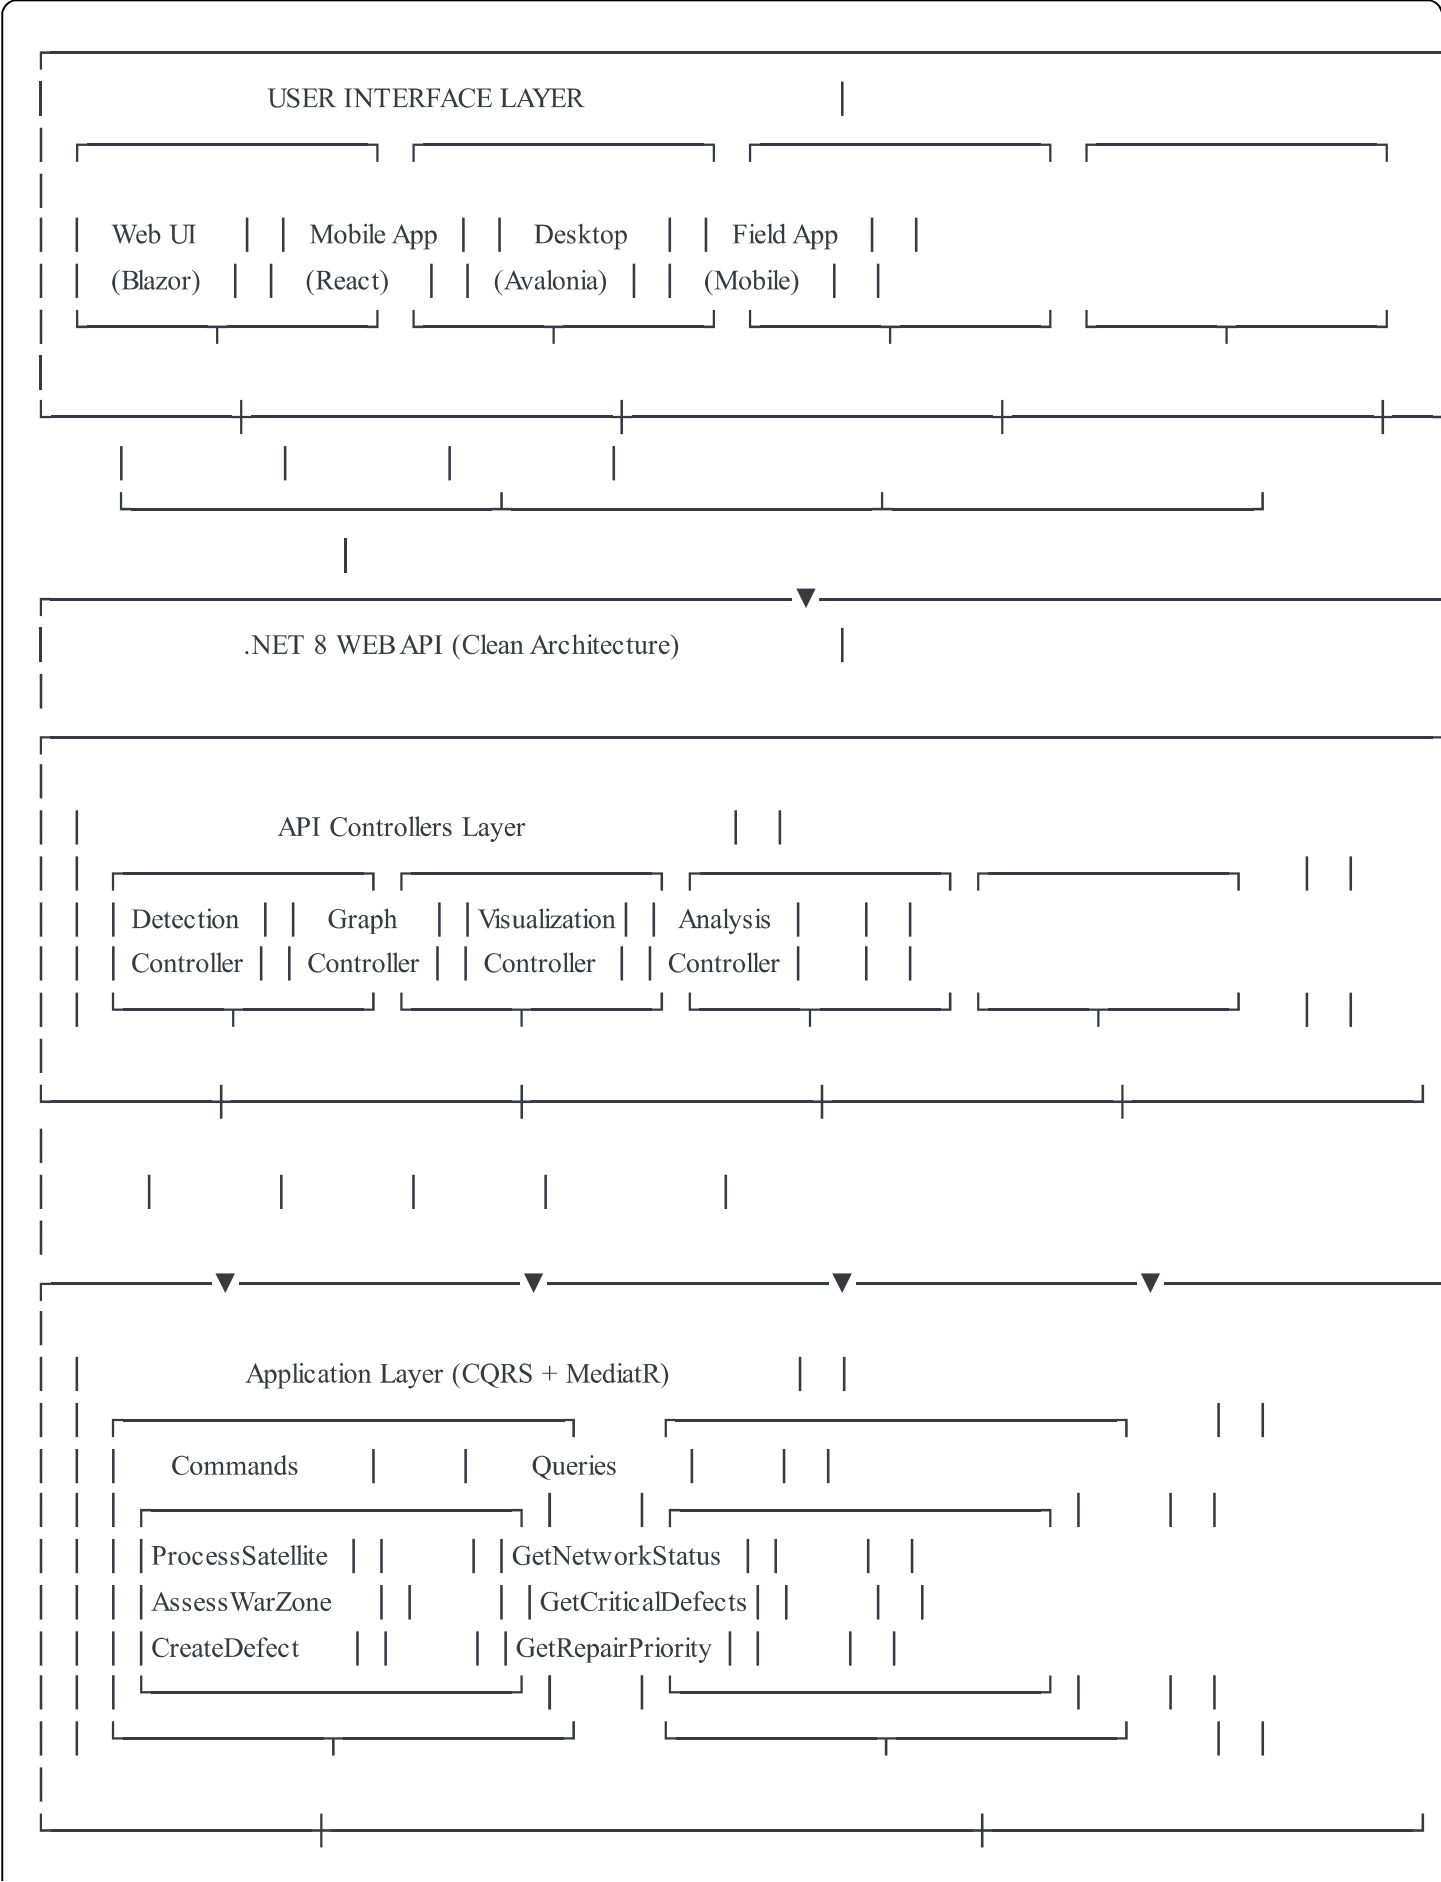 USER INTERFACE LAYER
Web UI Mobile App Desktop Field App
(Blazor) (React) (Avalonia) (Mobile)
.NET 8 WEB API (Clean Architecture)
API Controllers Layer
Detection Graph Visualization Analysis
Controller Controller Controller Controller
Application Layer (CQRS + MediatR)
Commands Queries
ProcessSatellite GetNetworkStatus
AssessWarZone GetCriticalDefects
CreateDefect GetRepairPriority